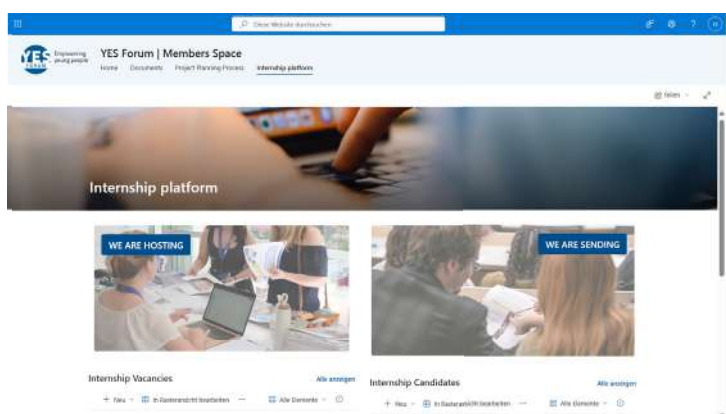 Diese Website durchsuchen
?
YES
FORUM
Empowering
young people
YES Forum | Members Space
Home Documents Project Planning Process Internship platform
Teilen
Internship platform
WE ARE HOSTING
WE ARE SENDING
Internship Vacancies
Alle anzeigen
+ Neu In Rasteransicht bearbeiten ... Alle Elemente
Internship Candidates
Alle anzeigen
+ Neu In Rasteransicht bearbeiten ... Alle Elemente